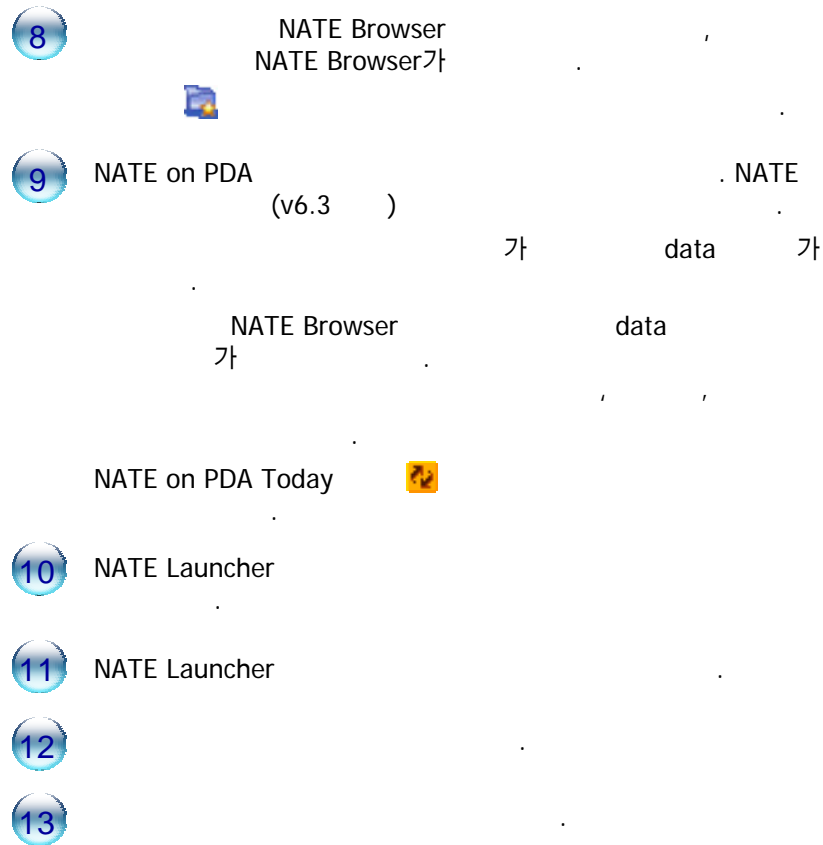 8 NATE Browser ,
NATE Browser가 .
.
9 NATE on PDA . NATE
(v6.3 ) .
가 data 가
.
NATE Browser data
가 .
‘ ’
.
NATE on PDA Today
.
10 NATE Launcher
.
11 NATE Launcher .
12 .
13 .